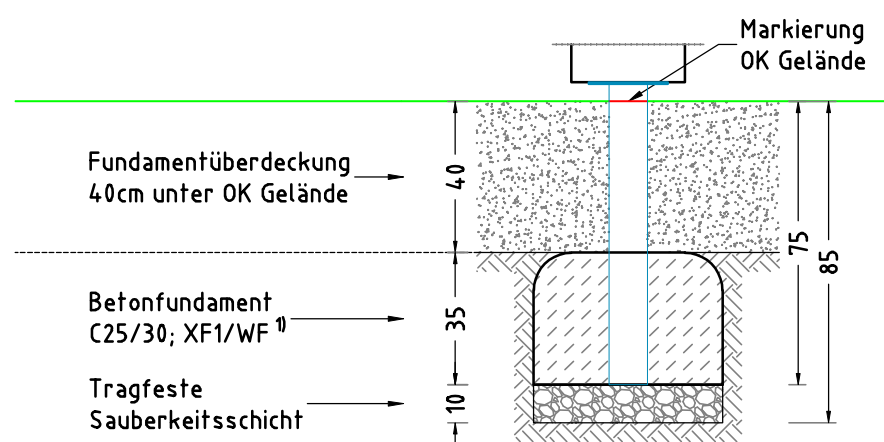 Markierung
OK Gelände
Fundamentüberdeckung
40cm unter OK Gelände
40
75
85
Betonfundament
C25/30; XF1/WF 1)
35
Tragfeste
Sauberkeitsschicht
10